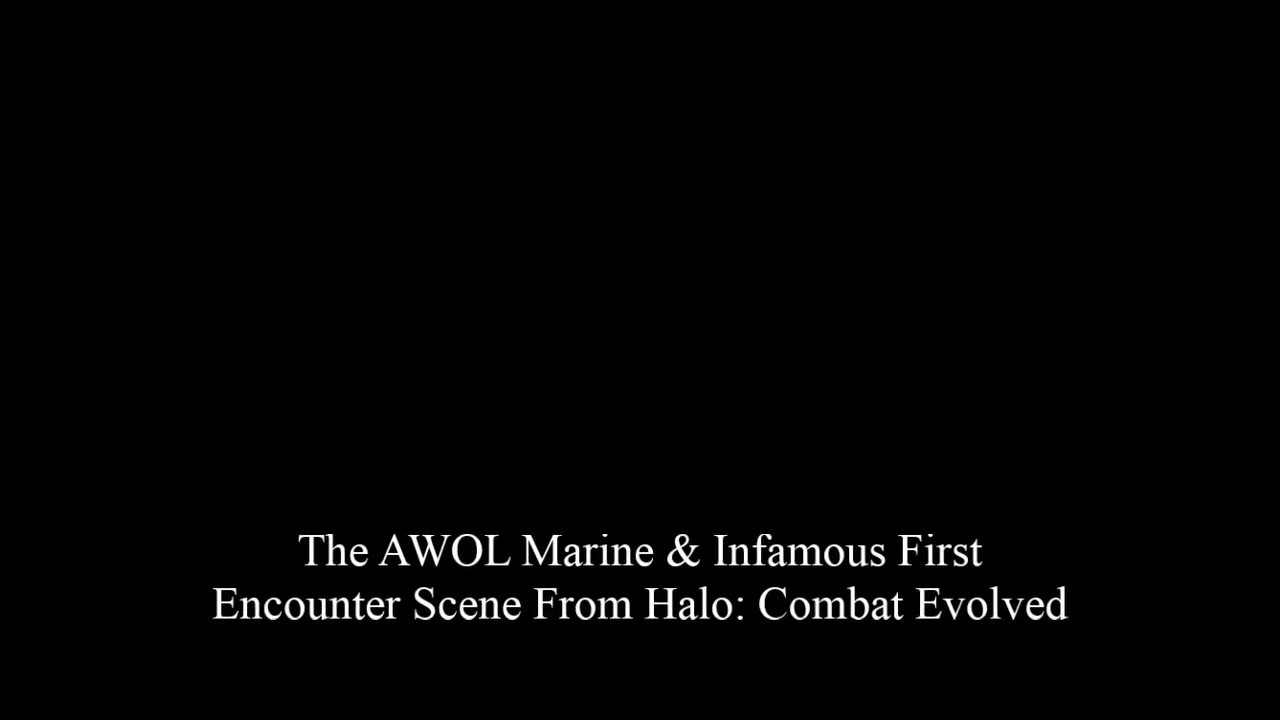 The AWOL Marine & Infamous First
Encounter Scene From Halo: Combat Evolved